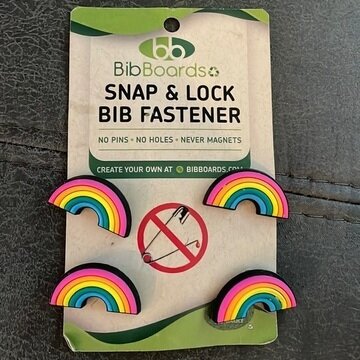 bb
BibBoards
SNAP & LOCK
BIB FASTENER
NO PINS • NO HOLES • NEVER MAGNETS
CREATE YOUR OWN AT BIBBOARDS.COM